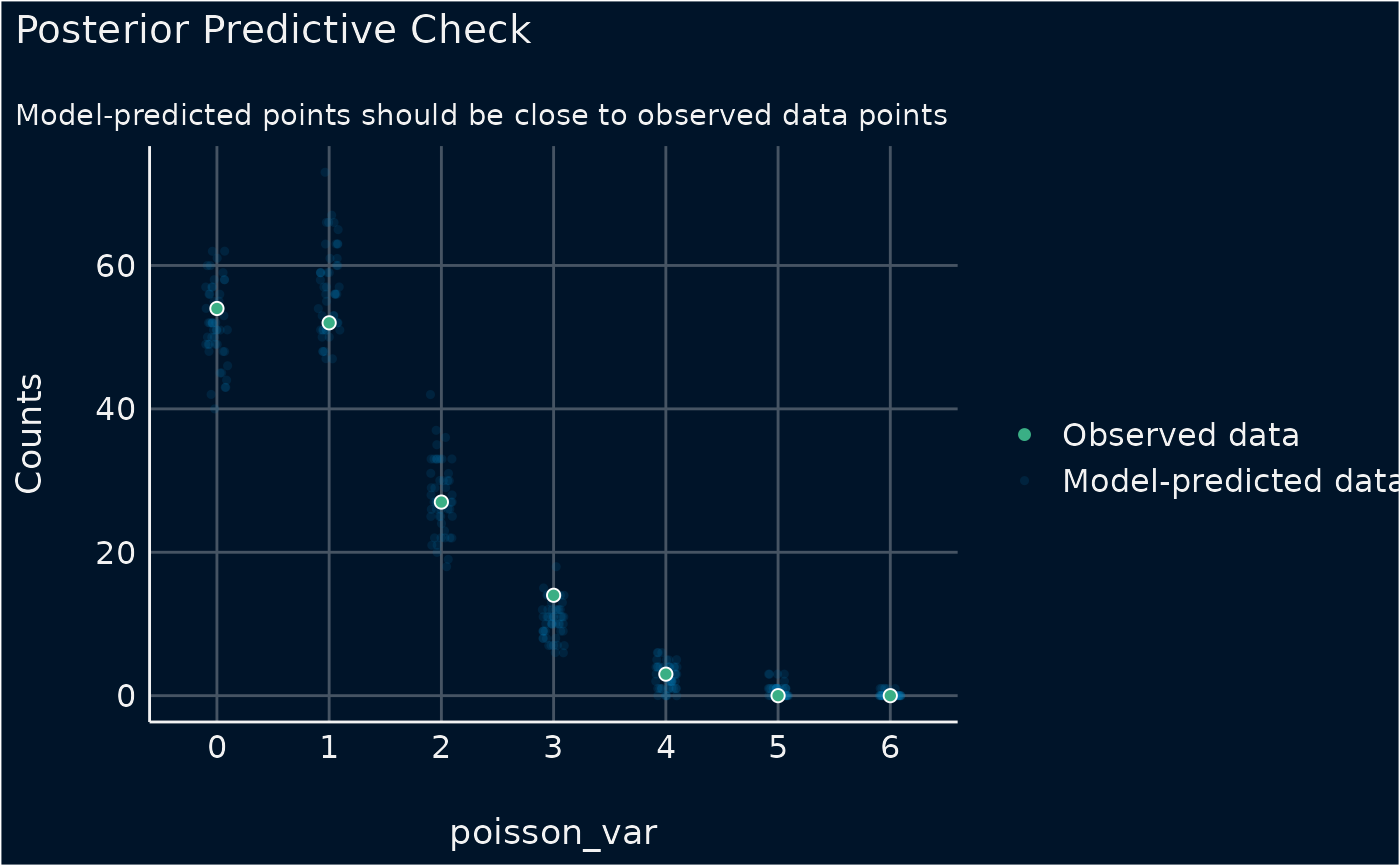 Posterior Predictive Check
Model-predicted points should be close to observed data points
Counts
60
40
20
0
0 1 2 3 4 5 6
poisson_var
Observed data
Model-predicted data